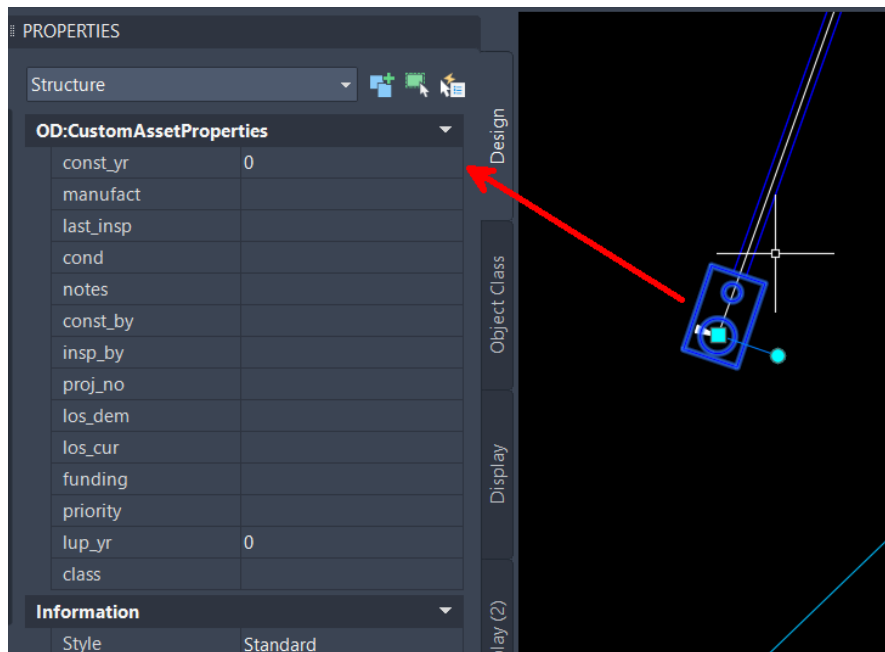 PROPERTIES
Structure
OD:CustomAssetProperties
const_yr 0
manufact
last_insp
cond
notes
const_by
insp_by
proj_no
los_dem
los_cur
funding
priority
lup_yr 0
class
Information
Style Standard
Design
Object Class
Display
lay (2)